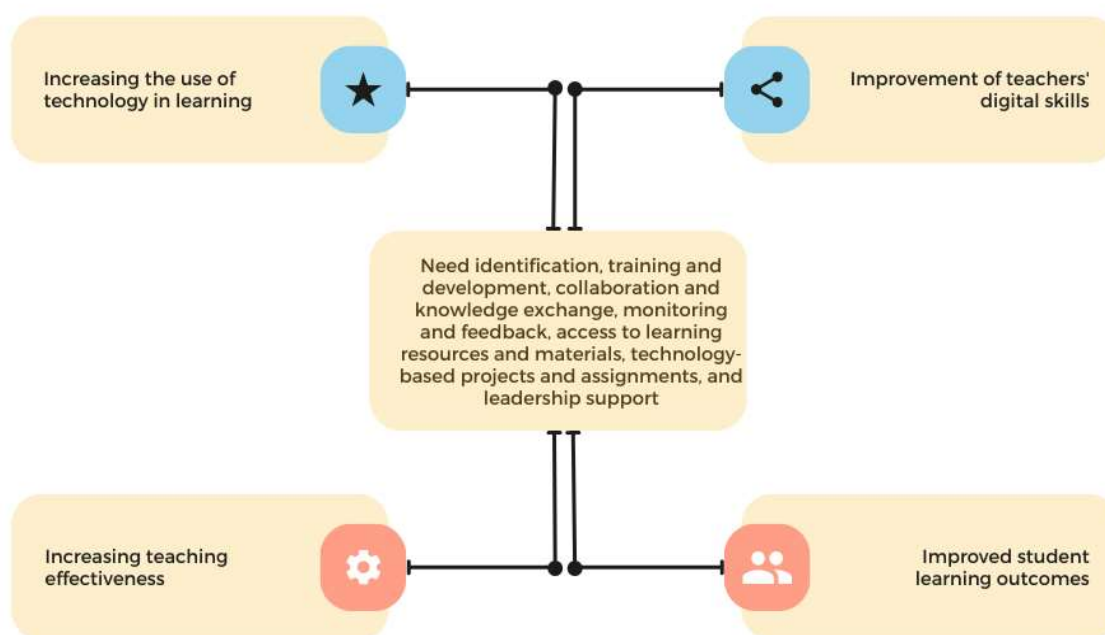 Increasing the use of
technology in learning
Improvement of teachers'
digital skills
Need identification, training and
development, collaboration and
knowledge exchange, monitoring
and feedback, access to learning
resources and materials, technology-
based projects and assignments, and
leadership support
Increasing teaching
effectiveness
Improved student
learning outcomes